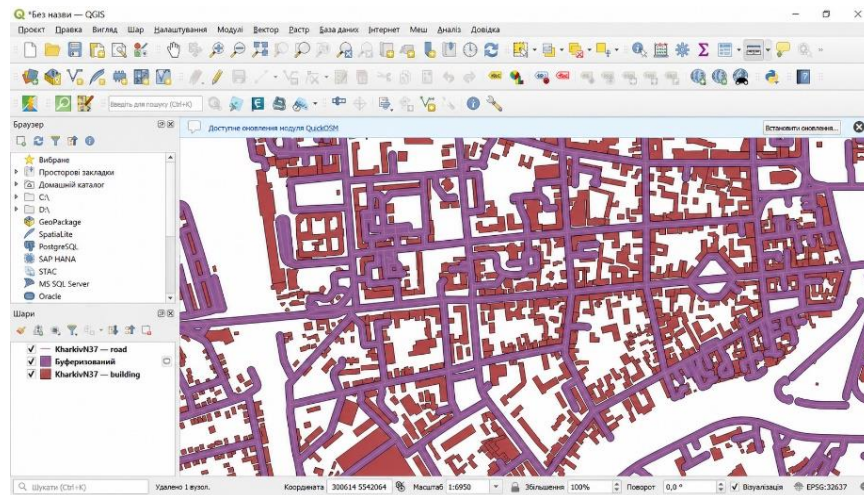 *Без назви — QGIS
Проєкт Правка Вигляд Шар Налаштування Модулі Вектор Растр База даних Інтернет Меш Аналіз Довідка
Введіть для пошуку (Ctrl+K)
Браузер
Доступне оновлення модуля QuickOSM
Встановити оновлення...
Вибране
Просторові закладки
Домашній каталог
C:\
D:\
GeoPackage
SpatiaLite
PostgreSQL
SAP HANA
STAC
MS SQL Server
Oracle
Шари
KharkivN37 — road
Буферизований
KharkivN37 — building
Шукати (Ctrl+K) Удалено 1 вузол. Координата 300614 5542064 Масштаб 1:6950 Збільшення 100% Поворот 0,0 ° Візуалізація EPSG:32637